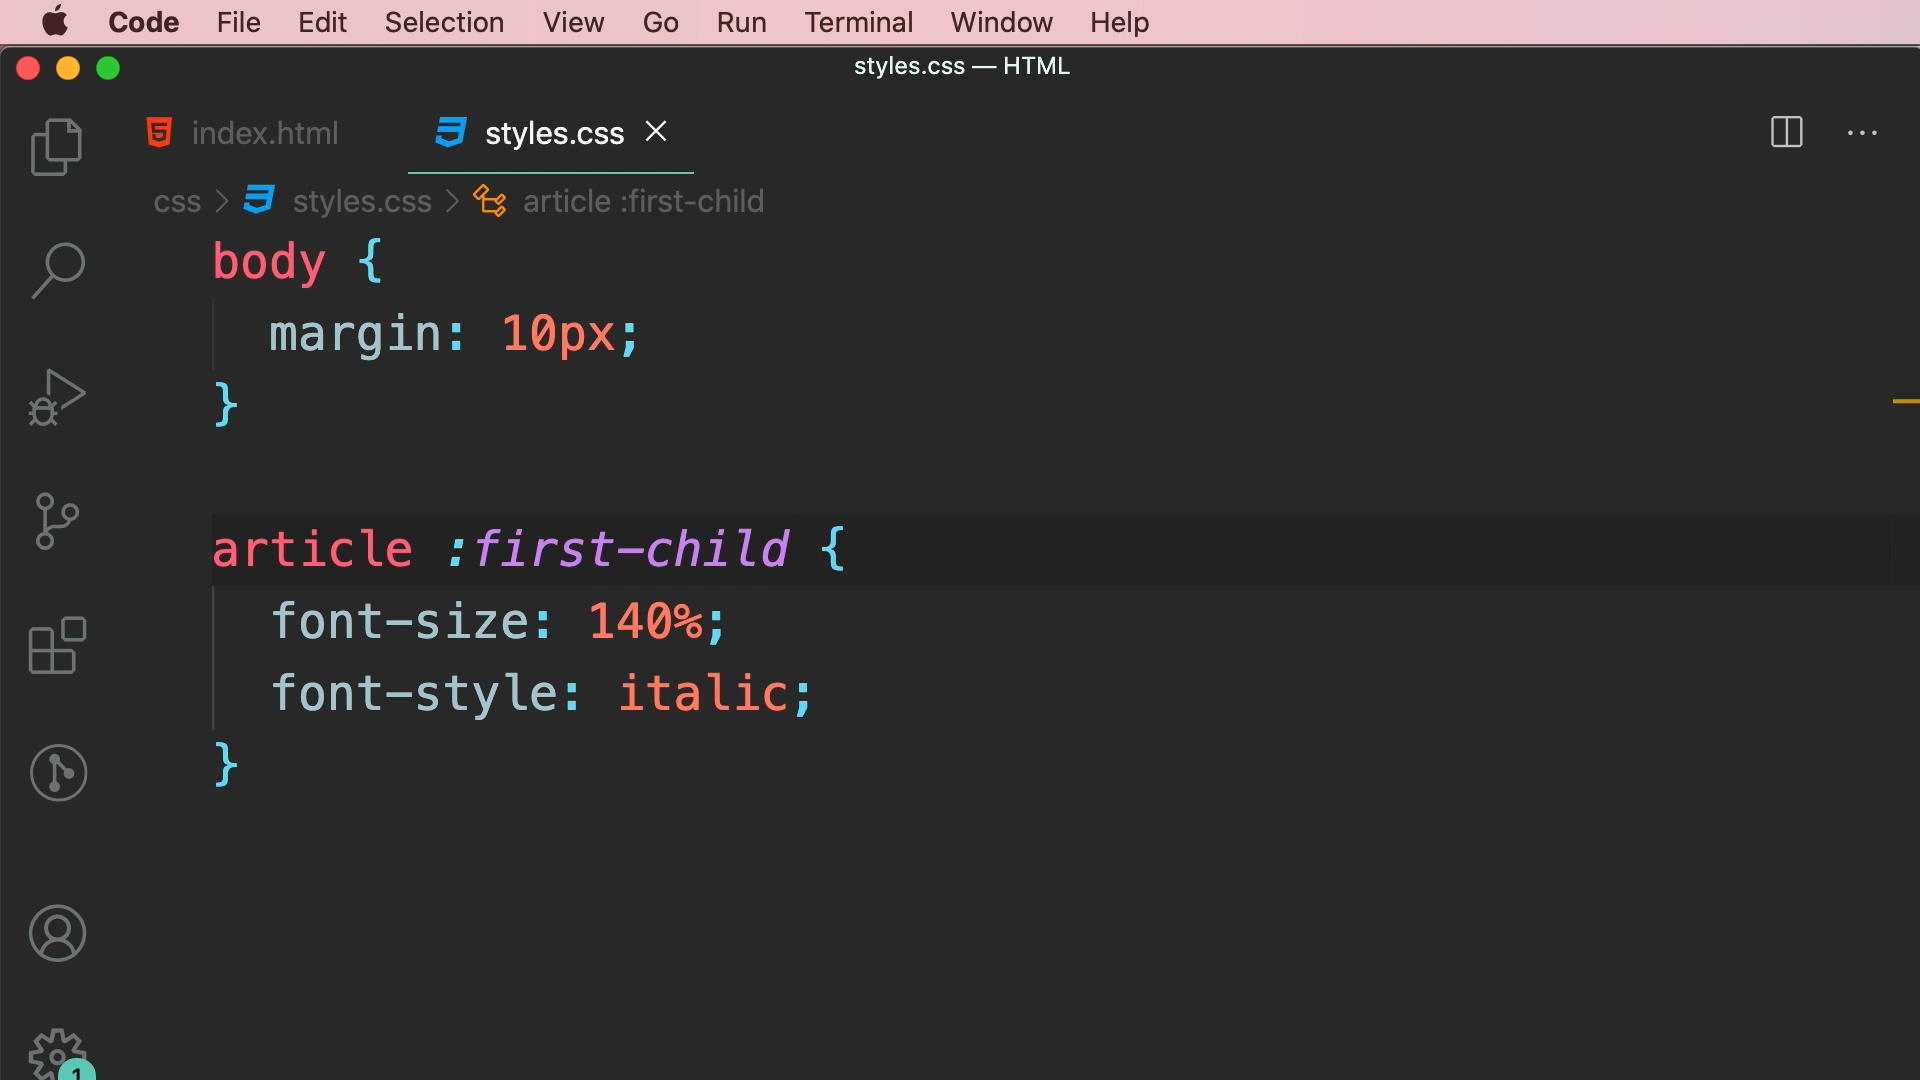 Code File Edit Selection View Go Run Terminal Window Help
styles.css — HTML
index.html styles.css
css > styles.css > article :first-child
body {
margin: 10px;
}
article :first-child {
font-size: 140%;
font-style: italic;
}
1